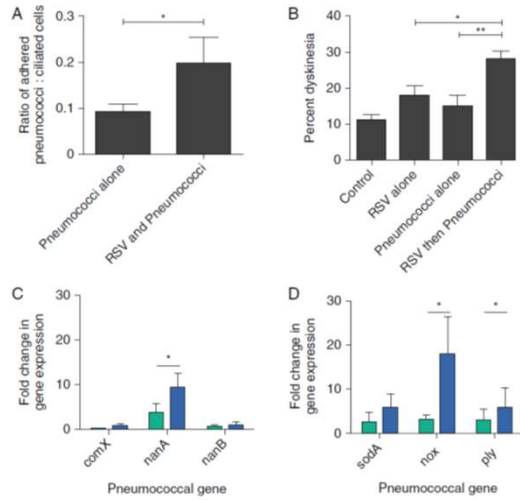 A
Ratio of adhered
pneumococci : ciliated cells
0.3
0.2
0.1
0
*
Pneumococci alone
RSV and Pneumococci
B
Percent dyskinesia
40
30
20
10
0
*
**
Control
RSV alone
Pneumococci alone
RSV then Pneumococci
C
Fold change in
gene expression
30
20
10
0
*
comX
nanA
nanB
Pneumococcal gene
D
Fold change in
gene expression
30
20
10
0
*
*
sodA
nox
ply
Pneumococcal gene